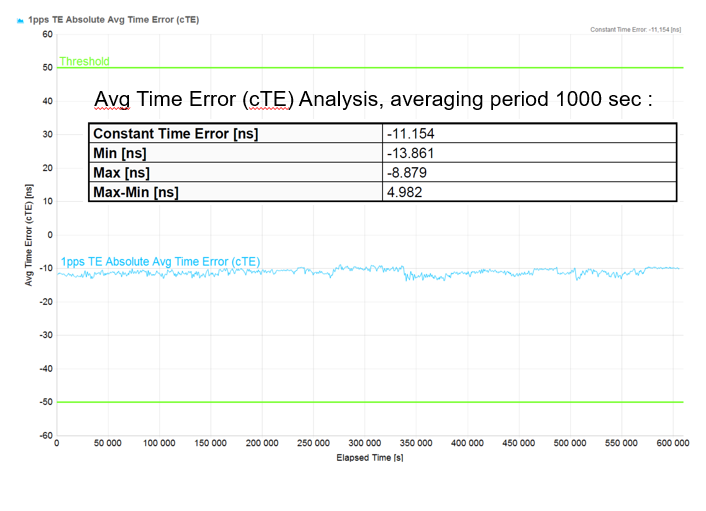 1pps TE Absolute Avg Time Error (cTE)
Constant Time Error: -11,154 [ns]
60
50
40
30
20
10
0
-10
-20
-30
-40
-50
-60
Avg Time Error (cTE) [ns]
Threshold
Avg Time Error (cTE) Analysis, averaging period 1000 sec :
Constant Time Error [ns] -11.154
Min [ns] -13.861
Max [ns] -8.879
Max-Min [ns] 4.982
1pps TE Absolute Avg Time Error (cTE)
0 50 000 100 000 150 000 200 000 250 000 300 000 350 000 400 000 450 000 500 000 550 000 600 000
Elapsed Time [s]